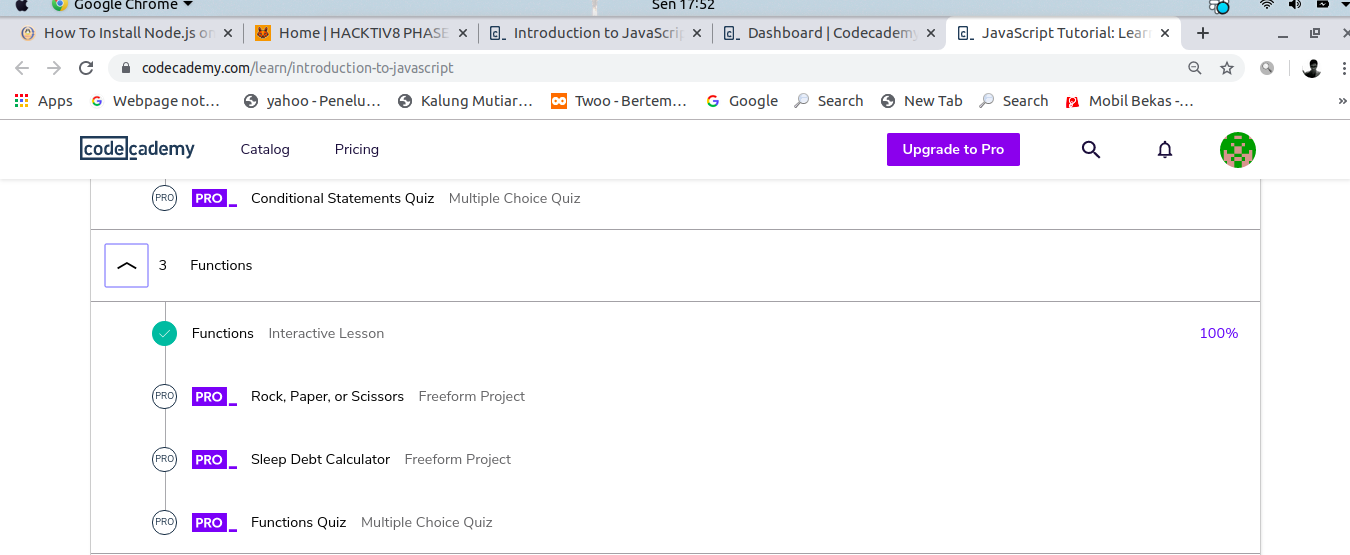 Google Chrome Sen 17:52
How To Install Node.js on Home | HACKTIV8 PHASE Introduction to JavaScri Dashboard | Codecademy JavaScript Tutorial: Lear
codecademy.com/learn/introduction-to-javascript
Apps Webpage not… yahoo - Penelu… Kalung Mutiar… Twoo - Bertem… Google Search New Tab Search Mobil Bekas -… »
codecademy Catalog Pricing Upgrade to Pro
PRO PRO Conditional Statements Quiz Multiple Choice Quiz
3 Functions
Functions Interactive Lesson 100%
PRO PRO Rock, Paper, or Scissors Freeform Project
PRO PRO Sleep Debt Calculator Freeform Project
PRO PRO Functions Quiz Multiple Choice Quiz